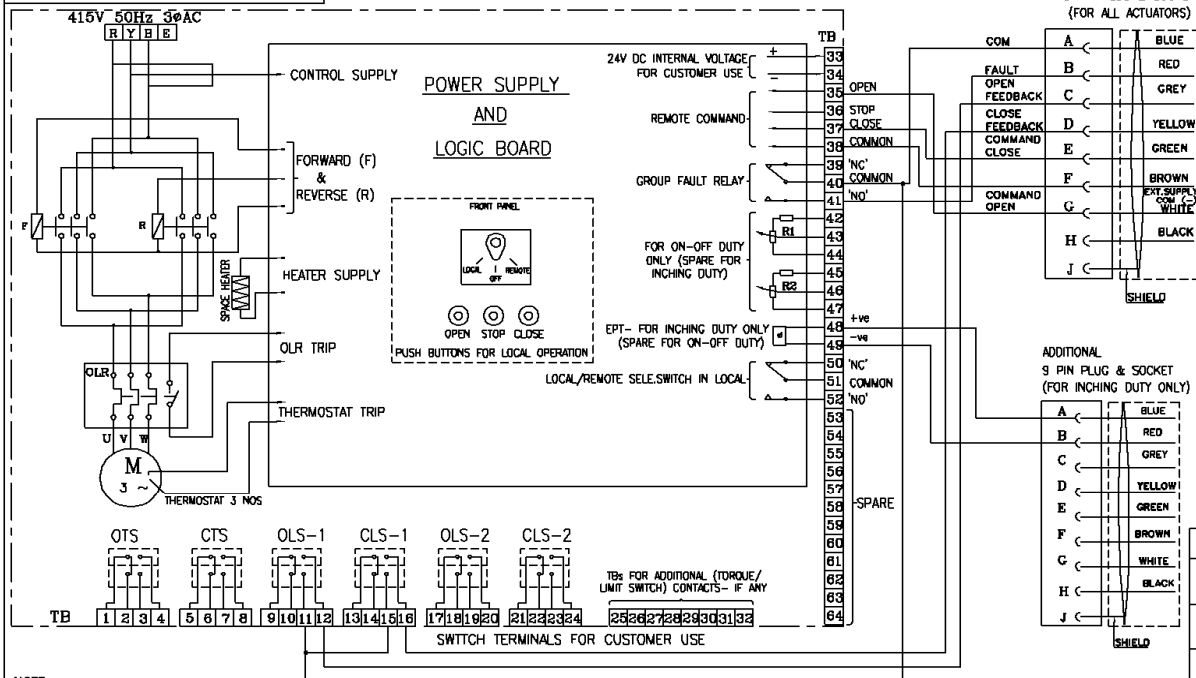 415V 50Hz 3ØAC
R Y B E
CONTROL SUPPLY
POWER SUPPLY
AND
LOGIC BOARD
FORWARD (F)
&
REVERSE (R)
F
R
SPACE HEATER
HEATER SUPPLY
FRONT PANEL
LOCAL
REMOTE
OFF
OPEN STOP CLOSE
PUSH BUTTONS FOR LOCAL OPERATION
OLR TRIP
OLR
THERMOSTAT TRIP
U V W
M
3 ~
THERMOSTAT 3 NOS
24V DC INTERNAL VOLTAGE
FOR CUSTOMER USE
+
−
REMOTE COMMAND
GROUP FAULT RELAY
FOR ON-OFF DUTY
ONLY (SPARE FOR
INCHING DUTY)
R1
R2
EPT- FOR INCHING DUTY ONLY
(SPARE FOR ON-OFF DUTY)
LOCAL/REMOTE SELE.SWITCH IN LOCAL
TB
33
34
35 OPEN
36 STOP
37 CLOSE
38 COMMON
39 'NC'
40 COMMON
41 'NO'
42
43
44
45
46
47
48 +ve
49 -ve
50 'NC'
51 COMMON
52 'NO'
53
54
55
56
57
58
59
60
61
62
63
64
SPARE
OTS CTS OLS-1 CLS-1 OLS-2 CLS-2
TBs FOR ADDITIONAL (TORQUE/
LIMIT SWITCH) CONTACTS- IF ANY
TB 1 2 3 4 5 6 7 8 9 10 11 12 13 14 15 16 17 18 19 20 21 22 23 24 25 26 27 28 29 30 31 32
SWITCH TERMINALS FOR CUSTOMER USE
(FOR ALL ACTUATORS)
COM A BLUE
FAULT B RED
OPEN
FEEDBACK C GREY
CLOSE
FEEDBACK D YELLOW
COMMAND
CLOSE E GREEN
F BROWN
EXT.SUPPLY
COM (-)
COMMAND
OPEN G WHITE
H BLACK
J
SHIELD
ADDITIONAL
9 PIN PLUG & SOCKET
(FOR INCHING DUTY ONLY)
A BLUE
B RED
C GREY
D YELLOW
E GREEN
F BROWN
G WHITE
H BLACK
J
SHIELD